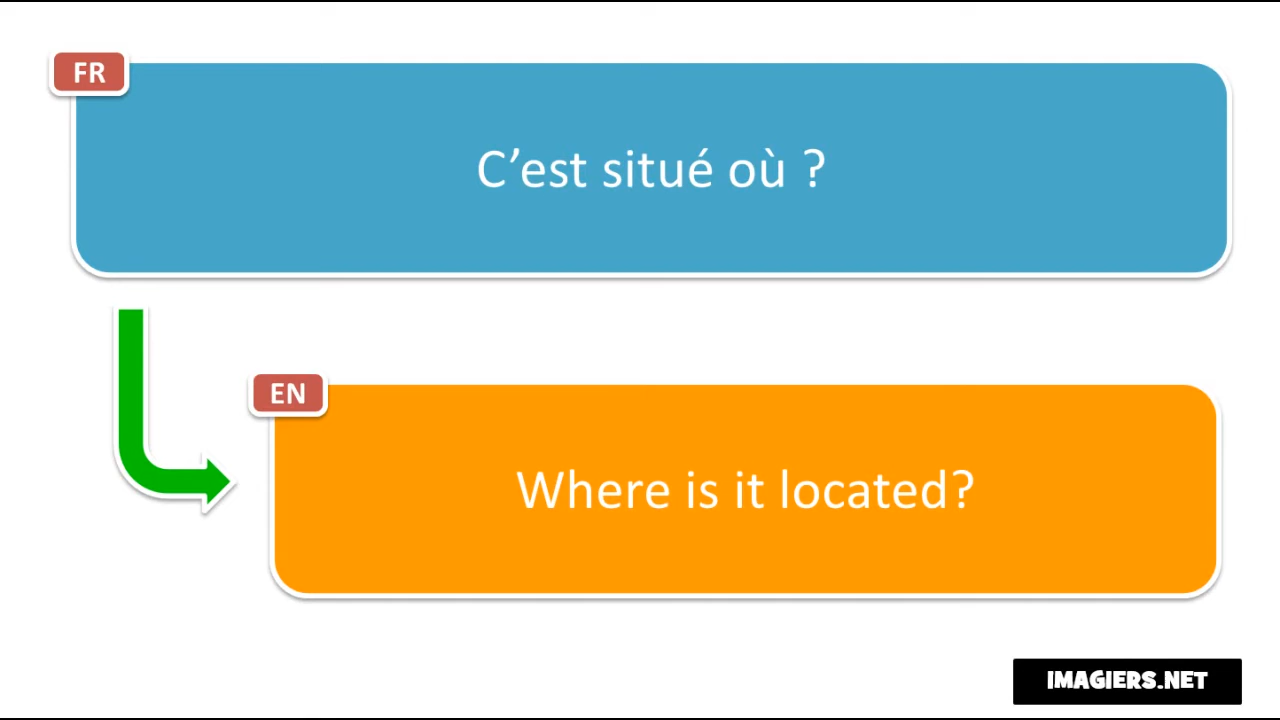 FR
C’est situé où ?
EN
Where is it located?
IMAGIERS.NET